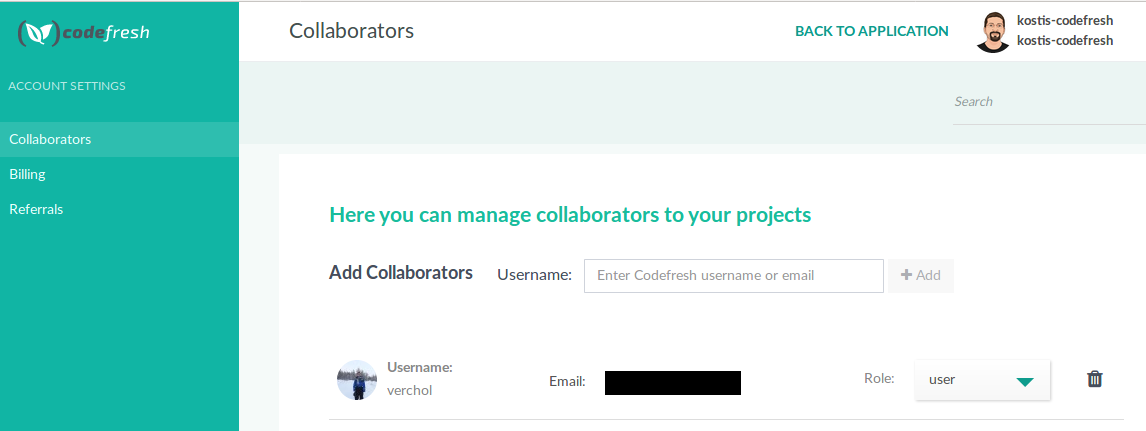 codefresh
Collaborators
BACK TO APPLICATION
kostis-codefresh
kostis-codefresh
ACCOUNT SETTINGS
Collaborators
Billing
Referrals
Search
Here you can manage collaborators to your projects
Add Collaborators Username: Enter Codefresh username or email + Add
Username:
verchol
Email:
Role: user